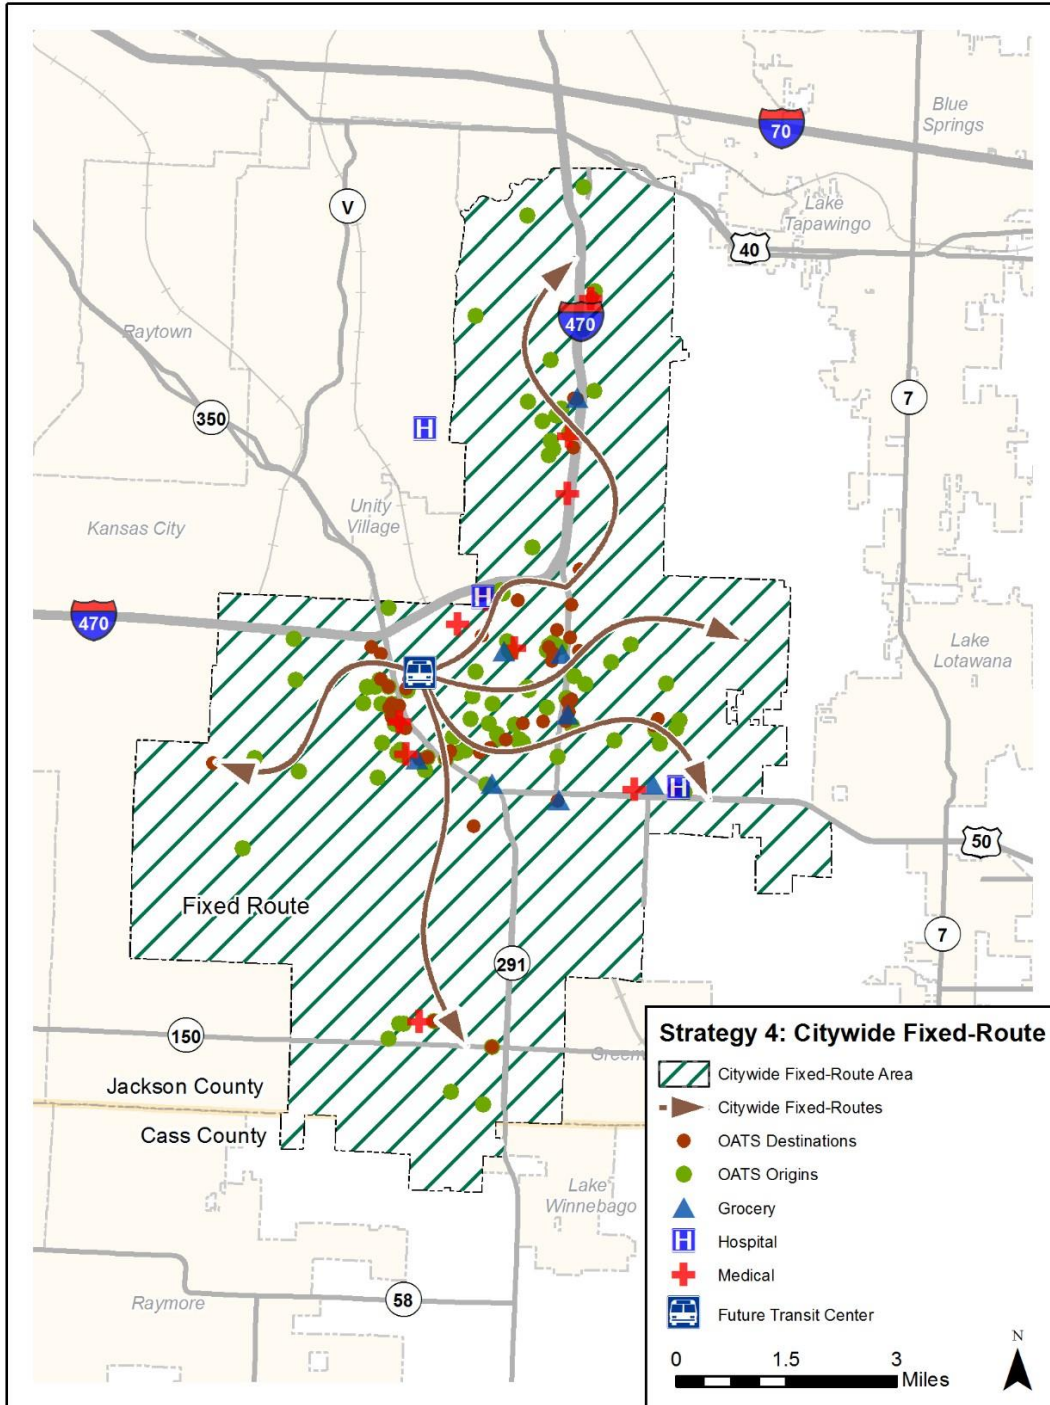 70
Blue
Springs
V
Lake
Tapawingo
40
470
Raytown
350
7
H
Unity
Village
Kansas City
H
470
Lake
Lotawana
H
50
Fixed Route
7
291
150
Jackson County
Cass County
Lake
Winnebago
Raymore
58
Strategy 4: Citywide Fixed-Route
Citywide Fixed-Route Area
Citywide Fixed-Routes
OATS Destinations
OATS Origins
Grocery
H Hospital
Medical
Future Transit Center
N
0 1.5 3
Miles